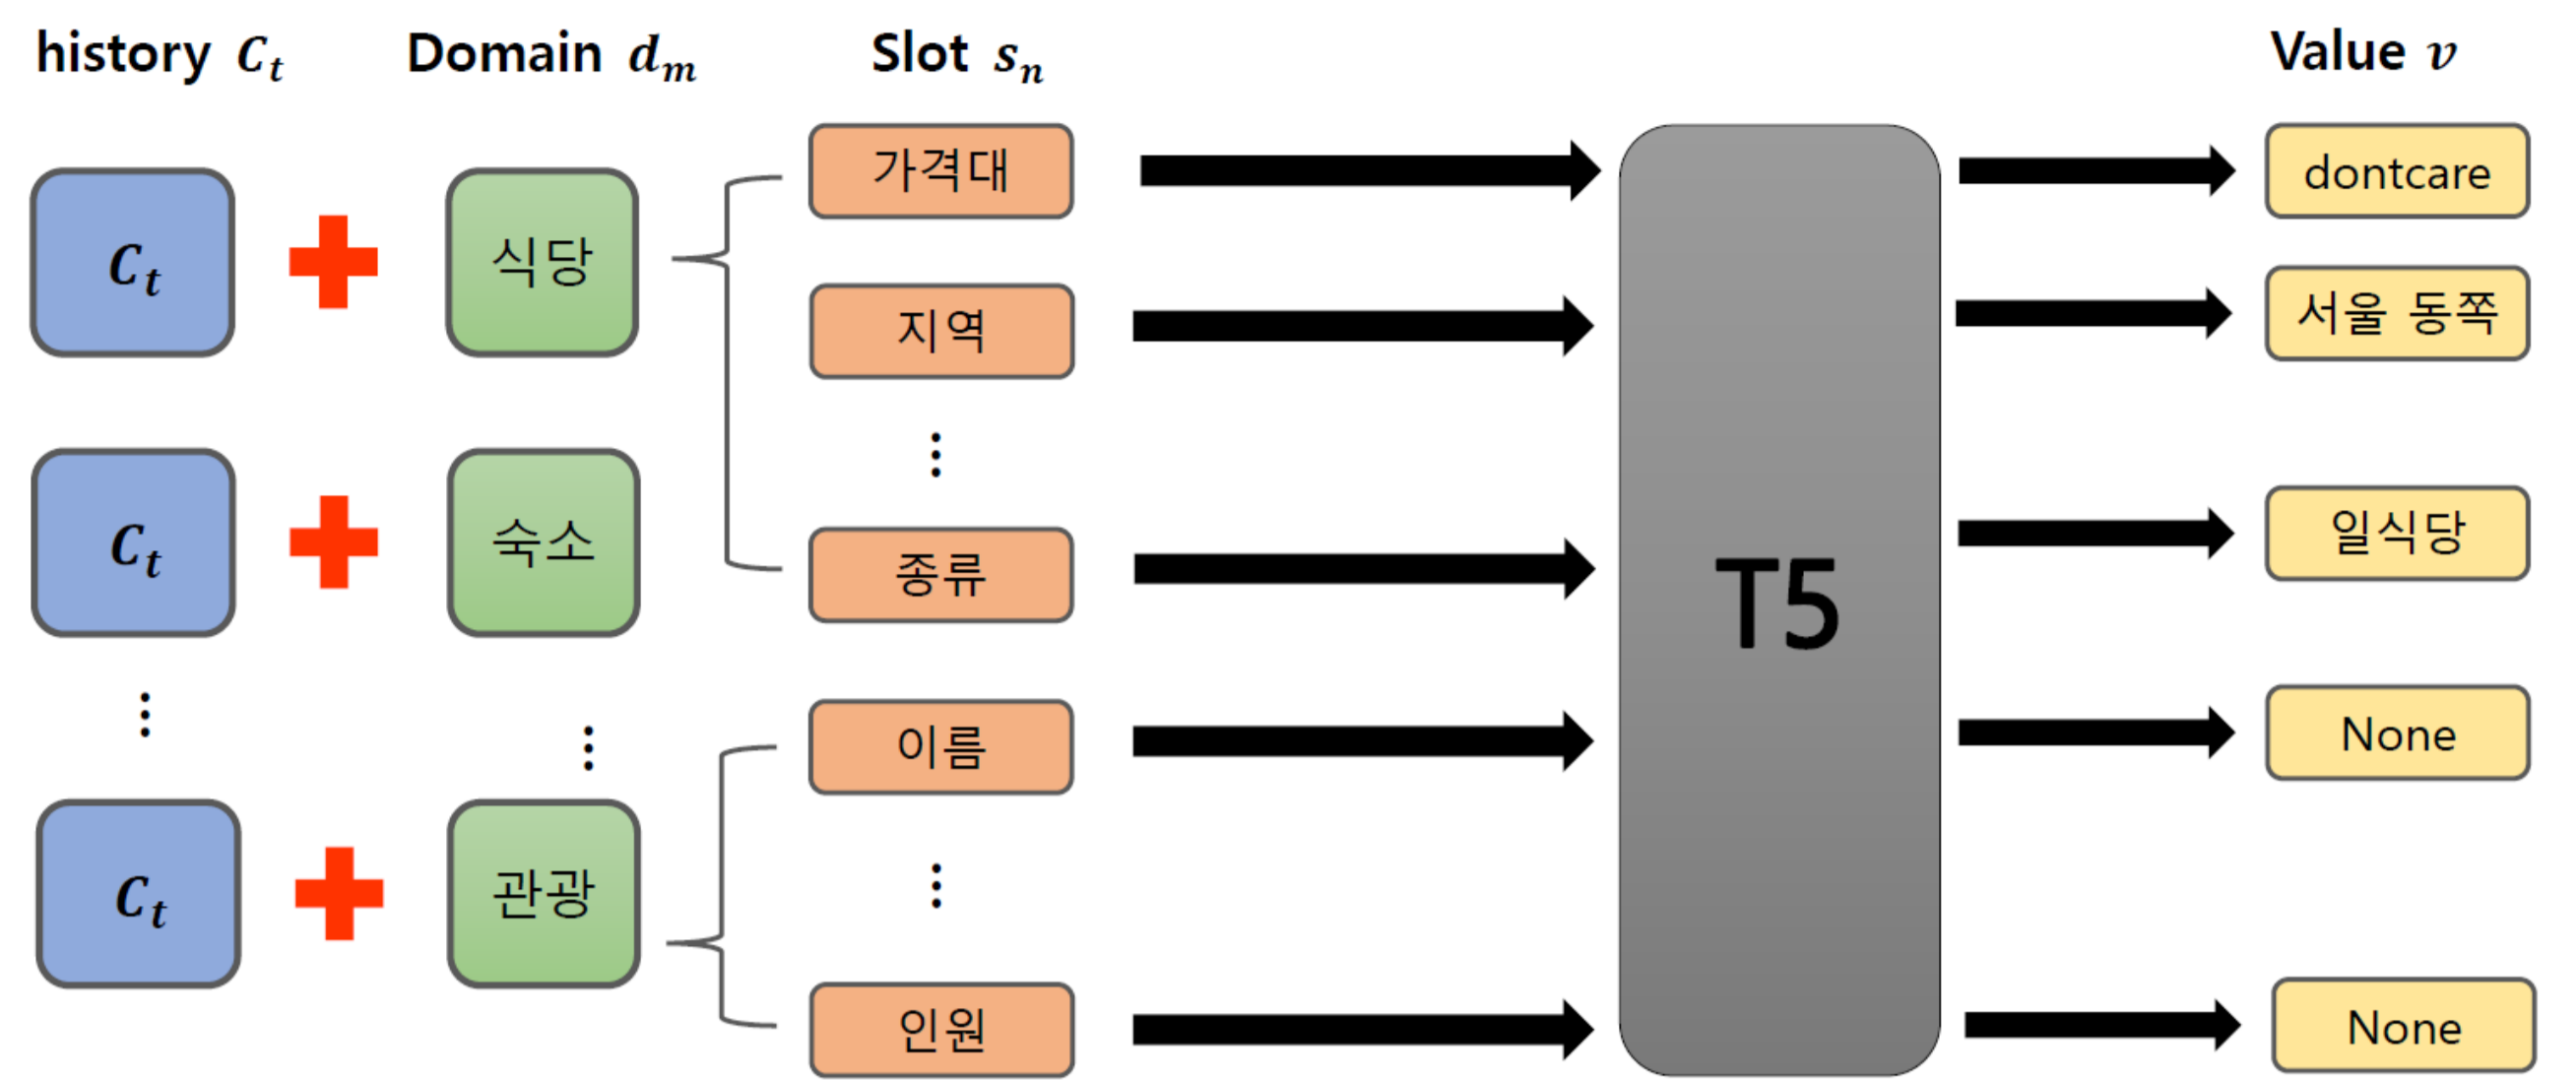 history C_t Domain d_m Slot s_n Value v
C_t
식당
가격대
dontcare
지역
서울 동쪽
C_t
숙소
종류
일식당
T5
이름
None
C_t
관광
인원
None